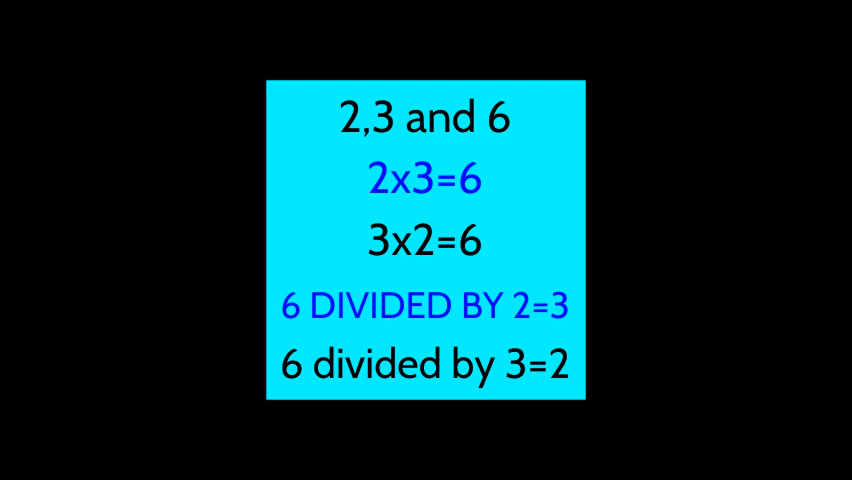 2,3 and 6
2x3=6
3x2=6
6 DIVIDED BY 2=3
6 divided by 3=2